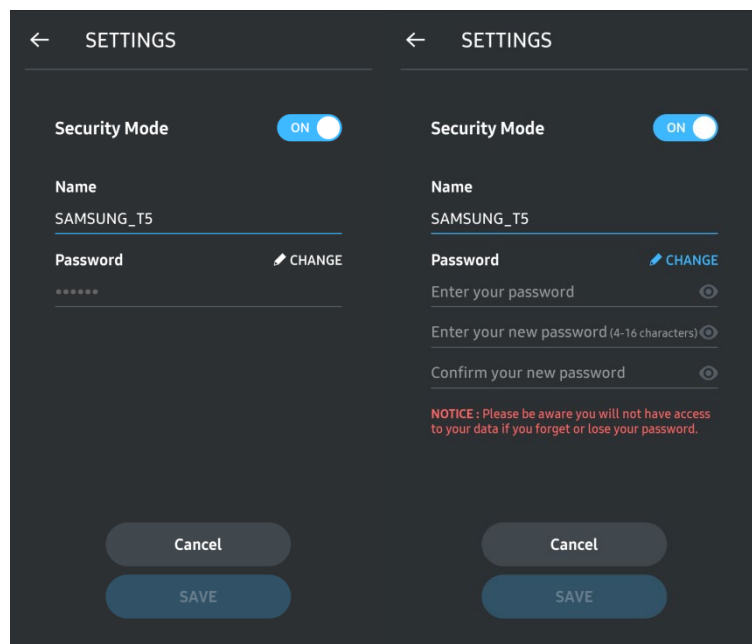 SETTINGS
Security Mode
ON
Name
SAMSUNG_T5
Password
CHANGE
••••••
Cancel
SAVE
SETTINGS
Security Mode
ON
Name
SAMSUNG_T5
Password
CHANGE
Enter your password
Enter your new password (4-16 characters)
Confirm your new password
NOTICE : Please be aware you will not have access
to your data if you forget or lose your password.
Cancel
SAVE